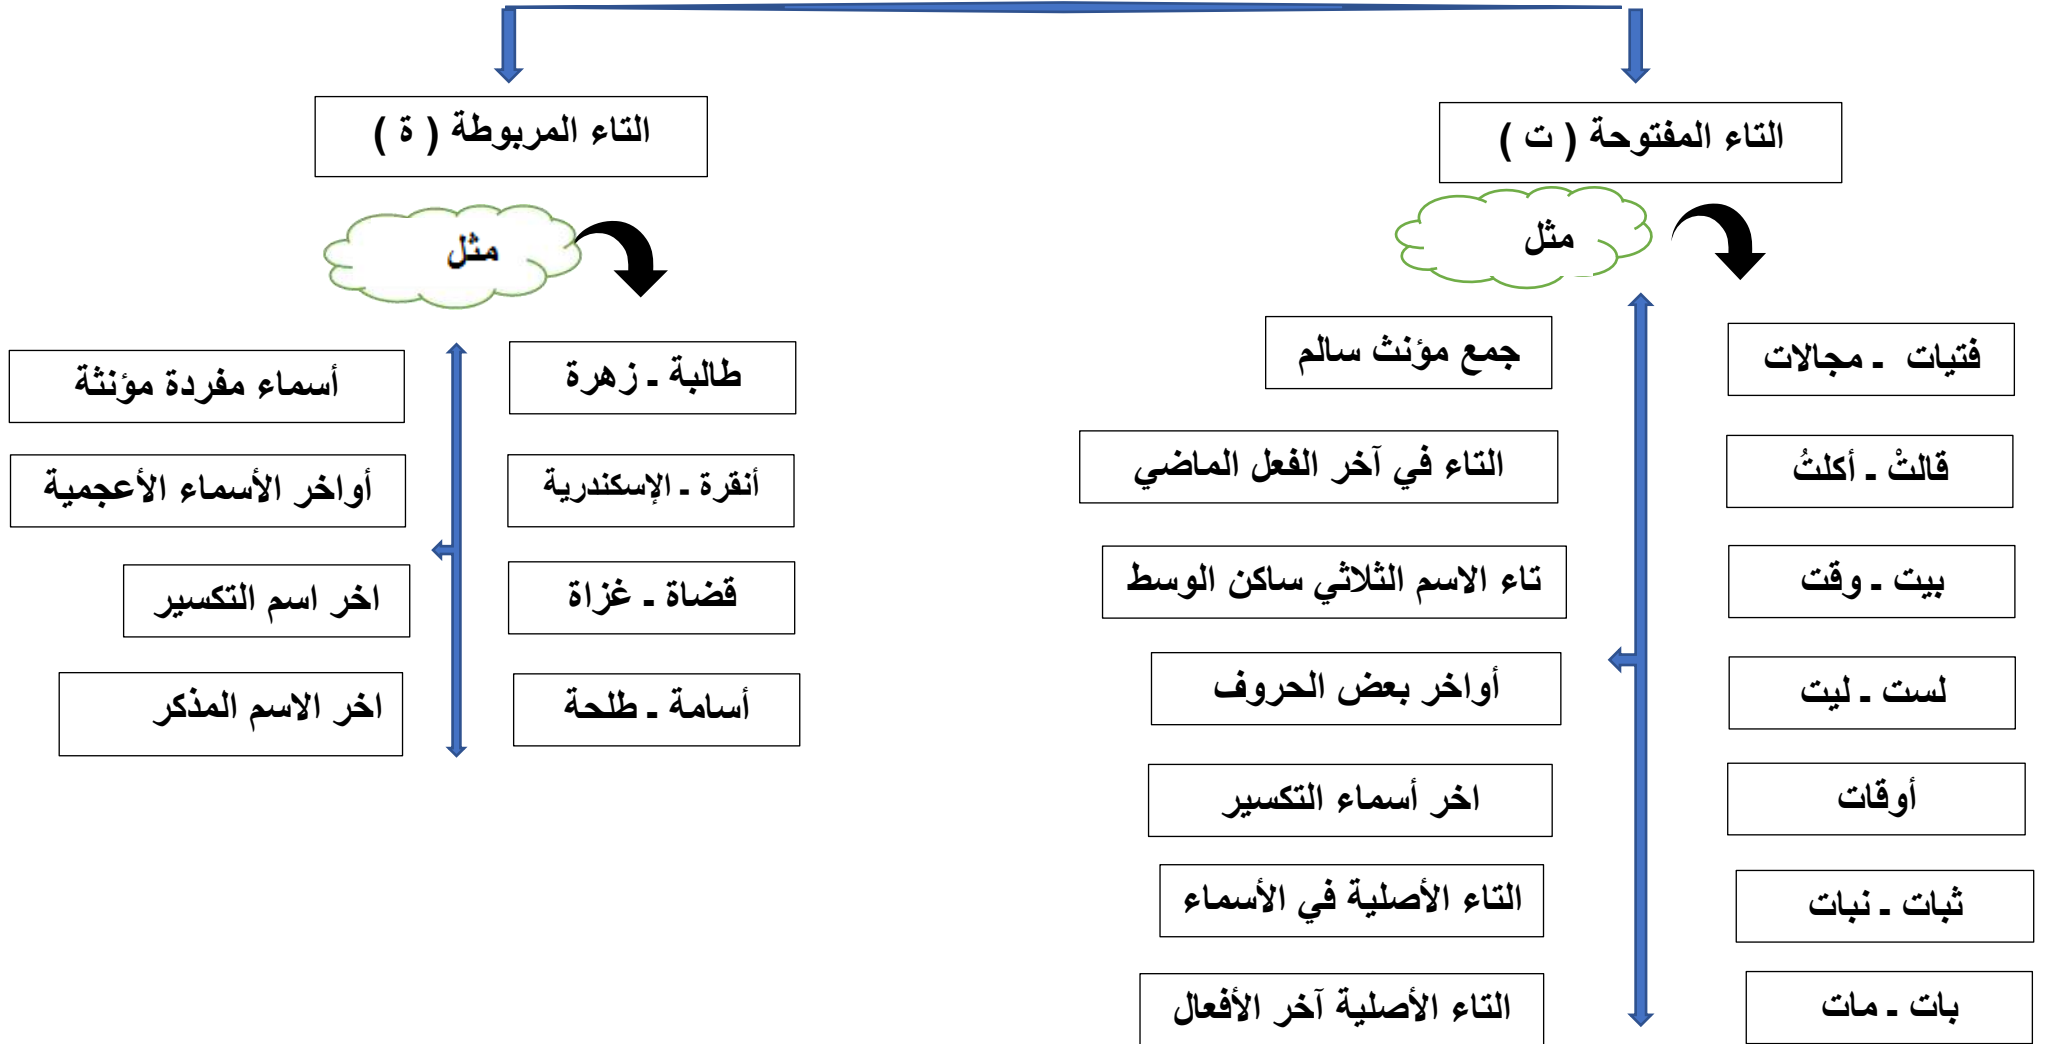 التاء المفتوحة ( ت )
مثل
فتيات ـ مجالات
جمع مؤنث سالم
قالتْ ـ أكلتُ
التاء في آخر الفعل الماضي
بيت ـ وقت
تاء الاسم الثلاثي ساكن الوسط
لست ـ ليت
أواخر بعض الحروف
أوقات
اخر أسماء التكسير
ثبات ـ نبات
التاء الأصلية في الأسماء
بات ـ مات
التاء الأصلية آخر الأفعال
التاء المربوطة ( ة )
مثل
طالبة ـ زهرة
أسماء مفردة مؤنثة
أنقرة ـ الإسكندرية
أواخر الأسماء الأعجمية
قضاة ـ غزاة
اخر اسم التكسير
أسامة ـ طلحة
اخر الاسم المذكر